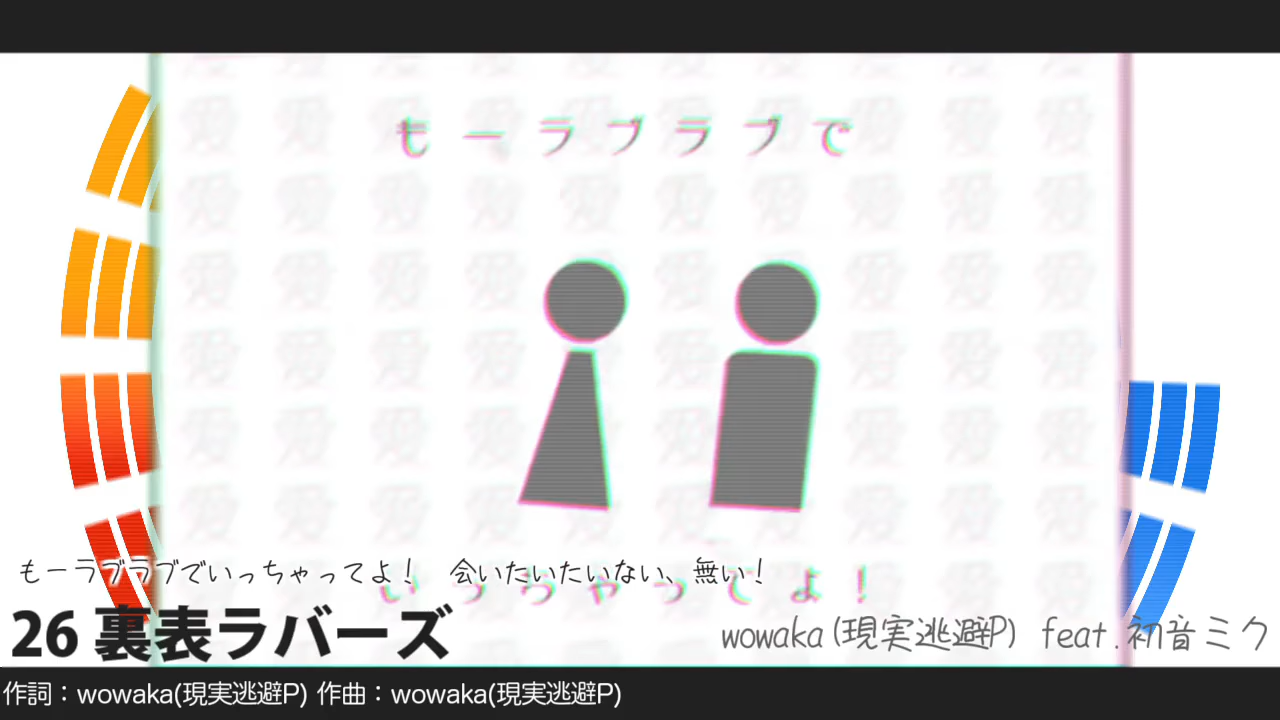 もーラブラブで
もーラブラブでいっちゃってよ！　会いたいたいない、無い！
いっちゃってよ！
26 裏表ラバーズ
wowaka(現実逃避P) feat.初音ミク
作詞：wowaka(現実逃避P) 作曲：wowaka(現実逃避P)